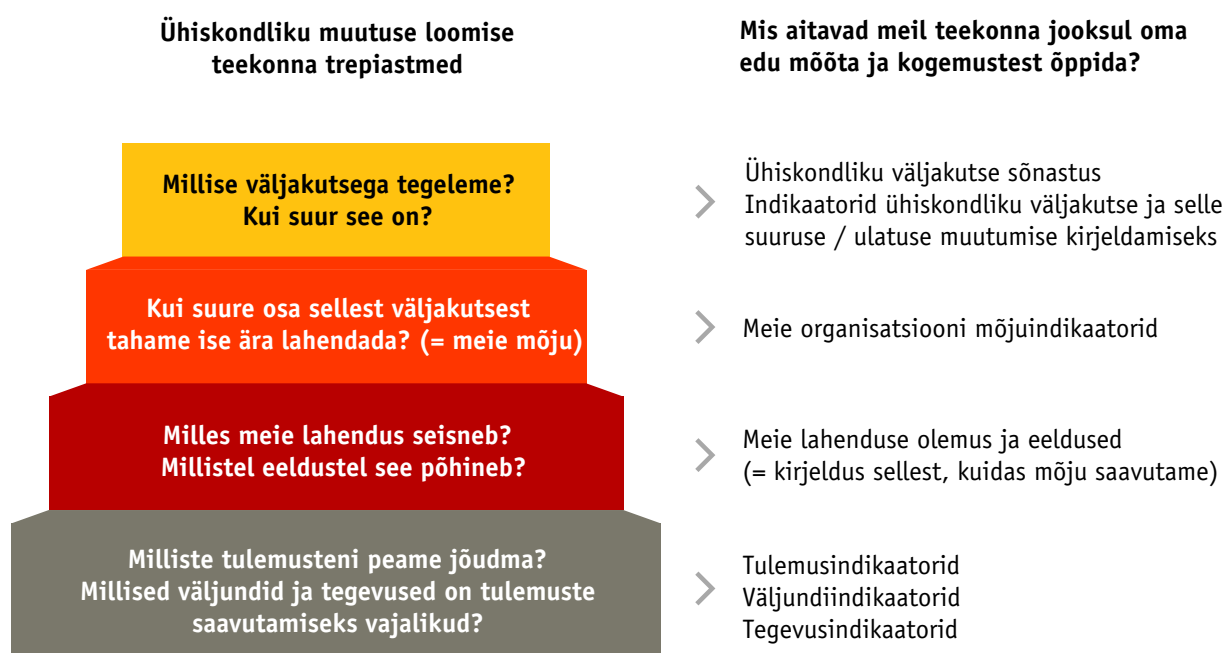 Ühiskondliku muutuse loomise
teekonna trepiastmed
Mis aitavad meil teekonna jooksul oma
edu mõõta ja kogemustest õppida?
Millise väljakutsega tegeleme?
Kui suur see on?
Ühiskondliku väljakutse sõnastus
Indikaatorid ühiskondliku väljakutse ja selle
suuruse / ulatuse muutumise kirjeldamiseks
Kui suure osa sellest väljakutsest
tahame ise ära lahendada? (= meie mõju)
Meie organisatsiooni mõjuindikaatorid
Milles meie lahendus seisneb?
Millistel eeldustel see põhineb?
Meie lahenduse olemus ja eeldused
(= kirjeldus sellest, kuidas mõju saavutame)
Milliste tulemusteni peame jõudma?
Millised väljundid ja tegevused on tulemuste
saavutamiseks vajalikud?
Tulemusindikaatorid
Väljundiindikaatorid
Tegevusindikaatorid